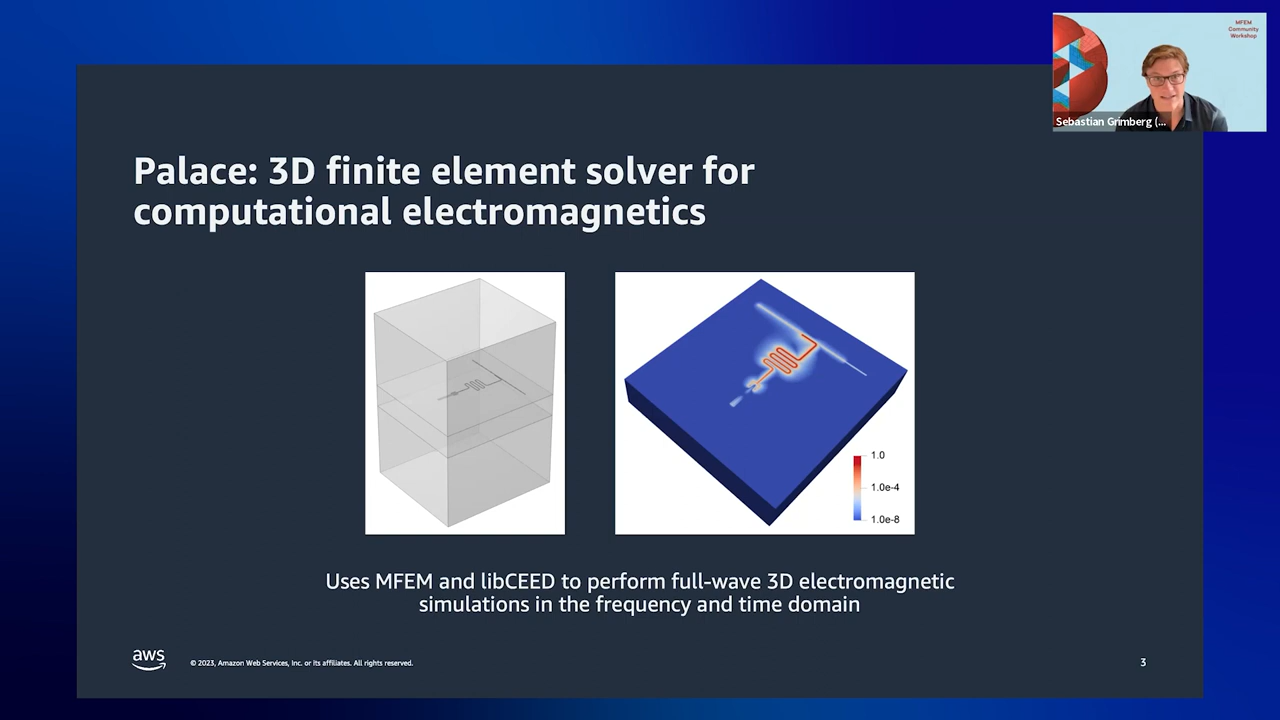 MFEM
Community
Workshop
Sebastian Grimberg (...
Palace: 3D finite element solver for
computational electromagnetics
1.0
1.0e-4
1.0e-8
Uses MFEM and libCEED to perform full-wave 3D electromagnetic
simulations in the frequency and time domain
aws
© 2023, Amazon Web Services, Inc. or its affiliates. All rights reserved.
3